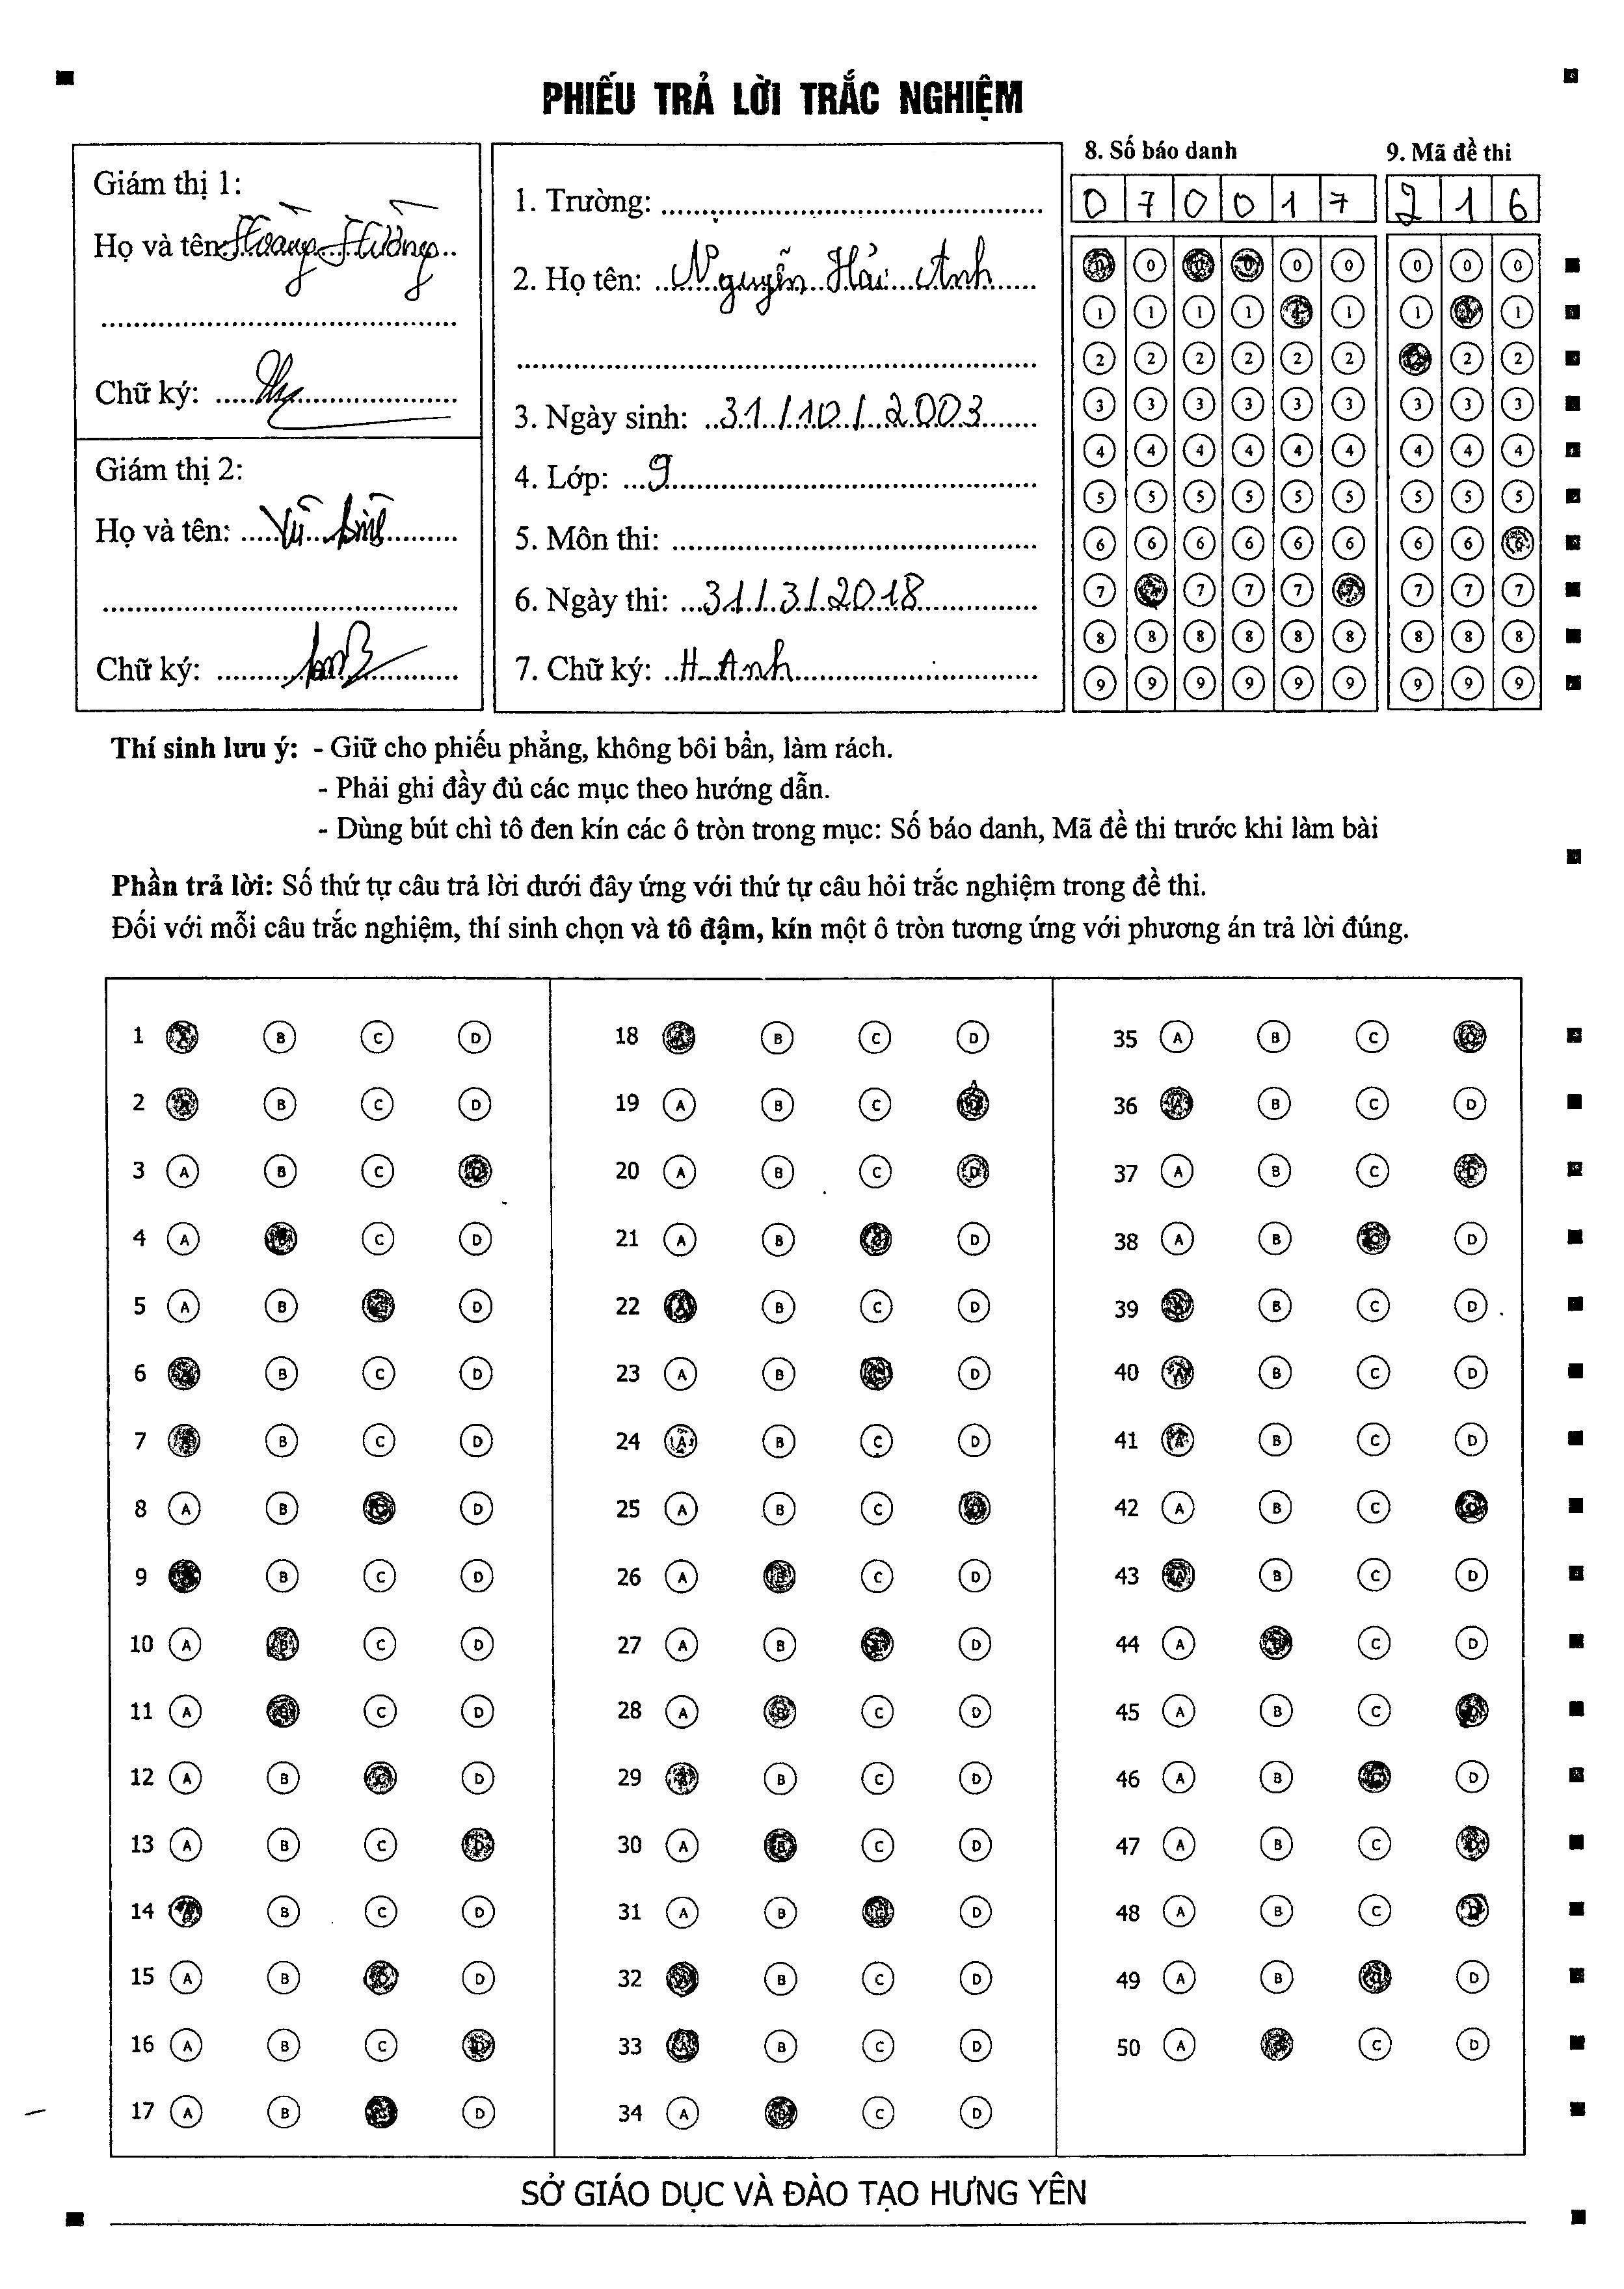 PHIẾU TRẢ LỜI TRẮC NGHIỆM
Giám thị 1:
Họ và tên: Hoàng Hường
Chữ ký:
Giám thị 2:
Họ và tên: Vũ
Chữ ký:
1. Trường:
2. Họ tên: Nguyễn Hải Anh
3. Ngày sinh: 31/10/2003
4. Lớp: 9
5. Môn thi:
6. Ngày thi: 31/3/2018
7. Chữ ký: H Anh
8. Số báo danh
0 7 0 0 1 7
0 0 0 0 0 0
1 1 1 1 1 1
2 2 2 2 2 2
3 3 3 3 3 3
4 4 4 4 4 4
5 5 5 5 5 5
6 6 6 6 6 6
7 7 7 7 7 7
8 8 8 8 8 8
9 9 9 9 9 9
9. Mã đề thi
2 1 6
0 0 0
1 1 1
2 2 2
3 3 3
4 4 4
5 5 5
6 6 6
7 7 7
8 8 8
9 9 9
Thí sinh lưu ý: - Giữ cho phiếu phẳng, không bôi bẩn, làm rách.
- Phải ghi đầy đủ các mục theo hướng dẫn.
- Dùng bút chì tô đen kín các ô tròn trong mục: Số báo danh, Mã đề thi trước khi làm bài
Phần trả lời: Số thứ tự câu trả lời dưới đây ứng với thứ tự câu hỏi trắc nghiệm trong đề thi.
Đối với mỗi câu trắc nghiệm, thí sinh chọn và tô đậm, kín một ô tròn tương ứng với phương án trả lời đúng.
1 A B C D
2 A B C D
3 A B C D
4 A B C D
5 A B C D
6 A B C D
7 A B C D
8 A B C D
9 A B C D
10 A B C D
11 A B C D
12 A B C D
13 A B C D
14 A B C D
15 A B C D
16 A B C D
17 A B C D
18 A B C D
19 A B C D
20 A B C D
21 A B C D
22 A B C D
23 A B C D
24 A B C D
25 A B C D
26 A B C D
27 A B C D
28 A B C D
29 A B C D
30 A B C D
31 A B C D
32 A B C D
33 A B C D
34 A B C D
35 A B C D
36 A B C D
37 A B C D
38 A B C D
39 A B C D
40 A B C D
41 A B C D
42 A B C D
43 A B C D
44 A B C D
45 A B C D
46 A B C D
47 A B C D
48 A B C D
49 A B C D
50 A B C D
SỞ GIÁO DỤC VÀ ĐÀO TẠO HƯNG YÊN